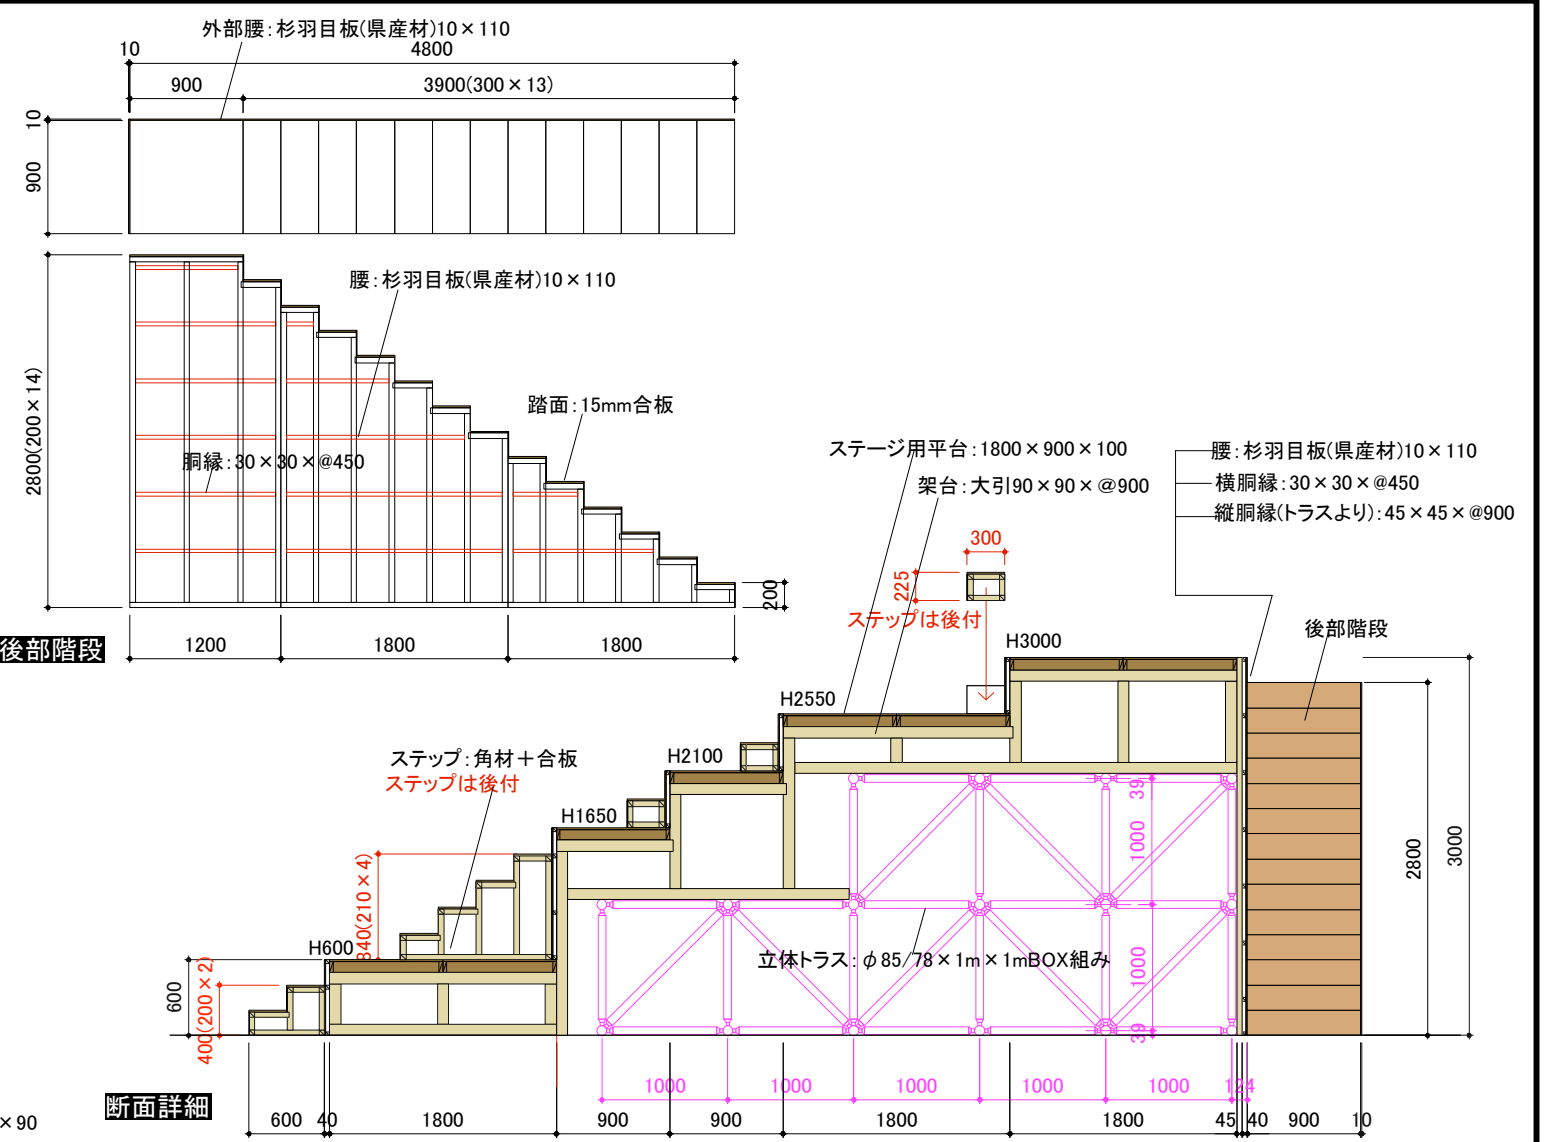 外部腰:杉羽目板(県産材)10×110
10
4800
900
3900(300×13)
10
900
腰:杉羽目板(県産材)10×110
踏面:15mm合板
胴縁:30×30×@450
2800(200×14)
200
1200
1800
1800
後部階段
ステージ用平台:1800×900×100
架台:大引90×90×@900
腰:杉羽目板(県産材)10×110
横胴縁:30×30×@450
縦胴縁(トラスより):45×45×@900
300
225
ステップは後付
後部階段
H3000
H2550
H2100
H1650
H600
ステップ:角材+合板
ステップは後付
840(210×4)
600
400(200×2)
39
1000
1000
39
立体トラス:φ85/78×1m×1mBOX組み
2800
3000
1000
1000
1000
1000
1000
124
断面詳細
×90
600
40
1800
900
900
1800
1800
45
40
900
10